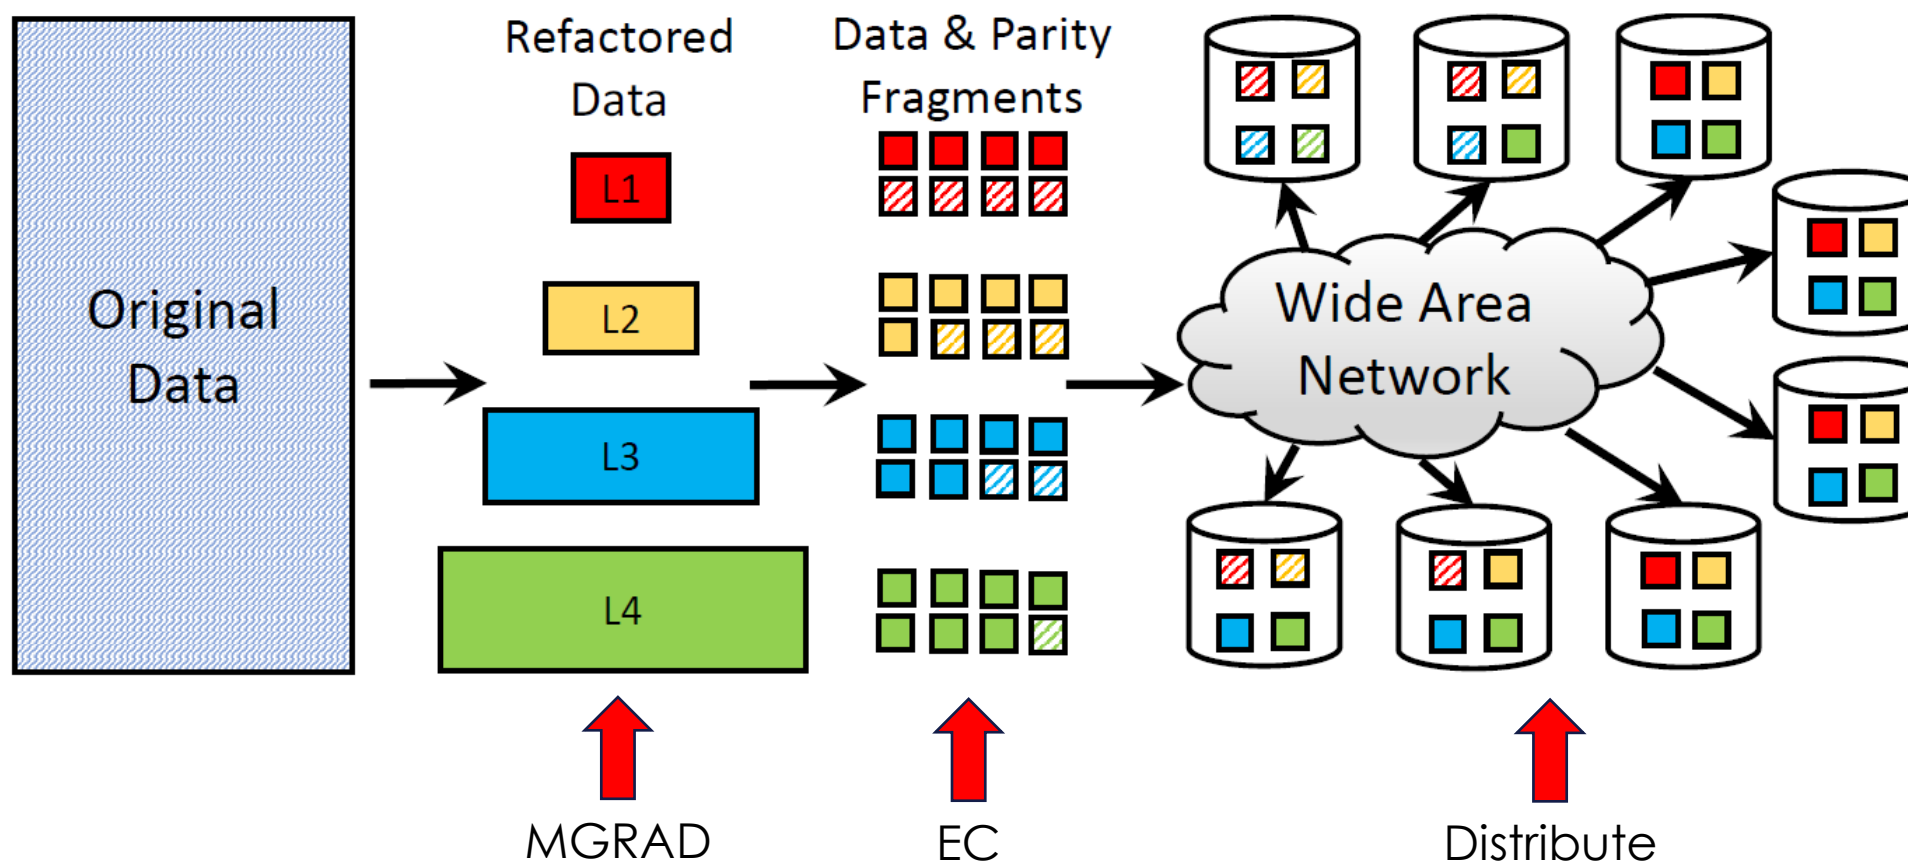 Original
Data
Refactored
Data
L1
L2
L3
L4
Data & Parity
Fragments
Wide Area
Network
MGRAD
EC
Distribute